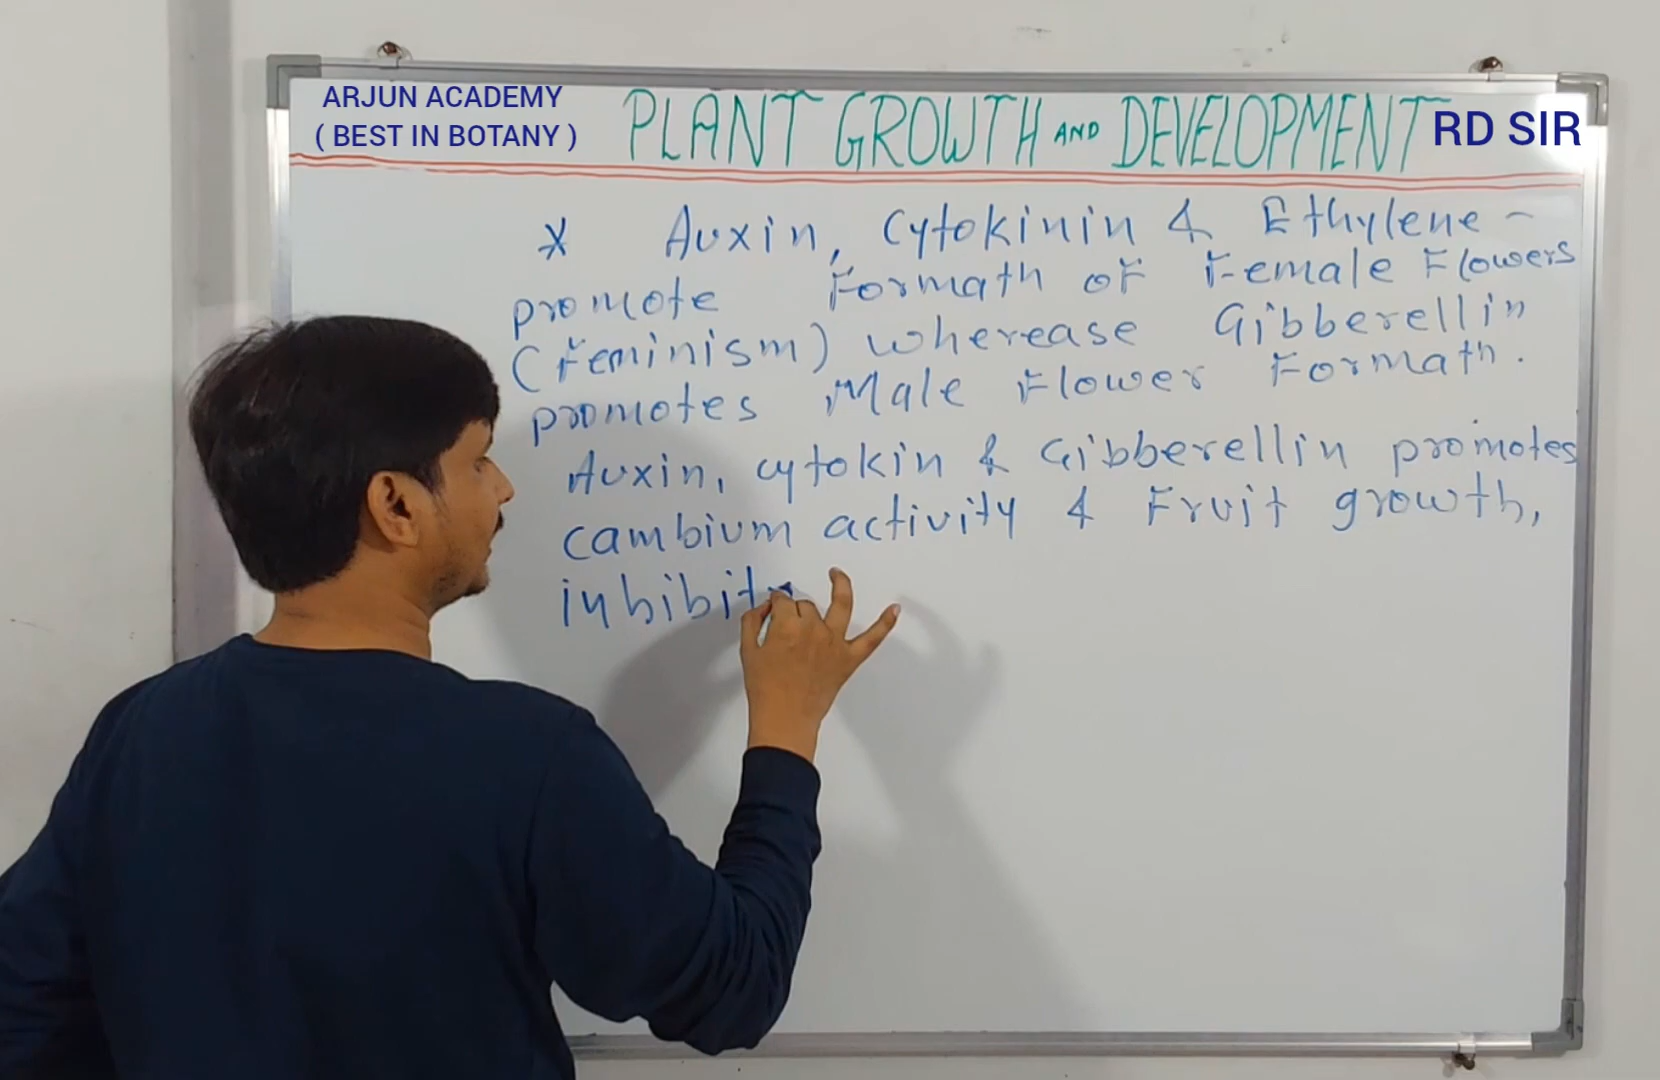 ARJUN ACADEMY
( BEST IN BOTANY )
PLANT GROWTH AND DEVELOPMENT
RD SIR
* Auxin, Cytokinin & Ethylene -
promote Formath of Female Flowers
(Feminism) wherease Gibberellin
promotes Male Flower Formath.
Auxin, cytokin & Gibberellin promotes
cambium activity & Fruit growth,